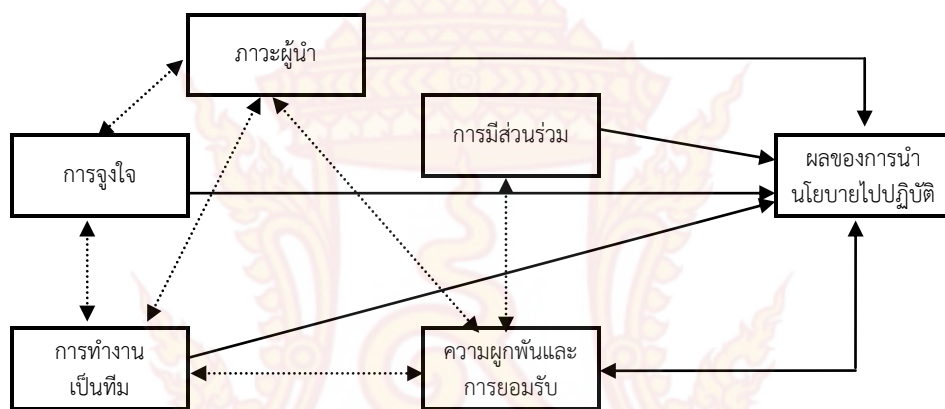 ภาวะผู้นำ
การมีส่วนร่วม
การจูงใจ
ผลของการนำ
นโยบายไปปฏิบัติ
การทำงาน
เป็นทีม
ความผูกพันและ
การยอมรับ